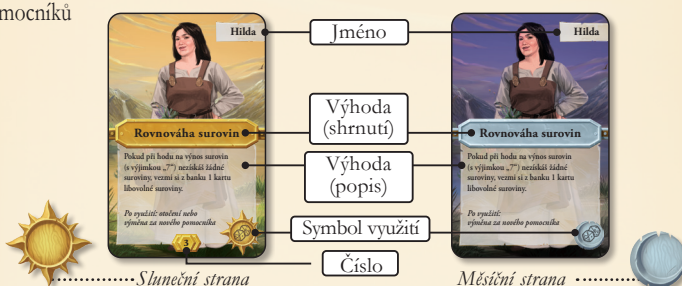 mocníků
Hilda
Rovnováha surovin
Pokud při hodu na výnos surovin
(s výjimkou „7“) nezískáš žádné
suroviny, vezmi si z banku 1 kartu
libovolné suroviny.
Po využití: otočení nebo
výměna za nového pomocníka
3
Sluneční strana
Jméno
Výhoda
(shrnutí)
Výhoda
(popis)
Symbol využití
Číslo
Hilda
Rovnováha surovin
Pokud při hodu na výnos surovin
(s výjimkou „7“) nezískáš žádné
suroviny, vezmi si z banku 1 kartu
libovolné suroviny.
Po využití:
výměna za nového pomocníka
Měsíční strana